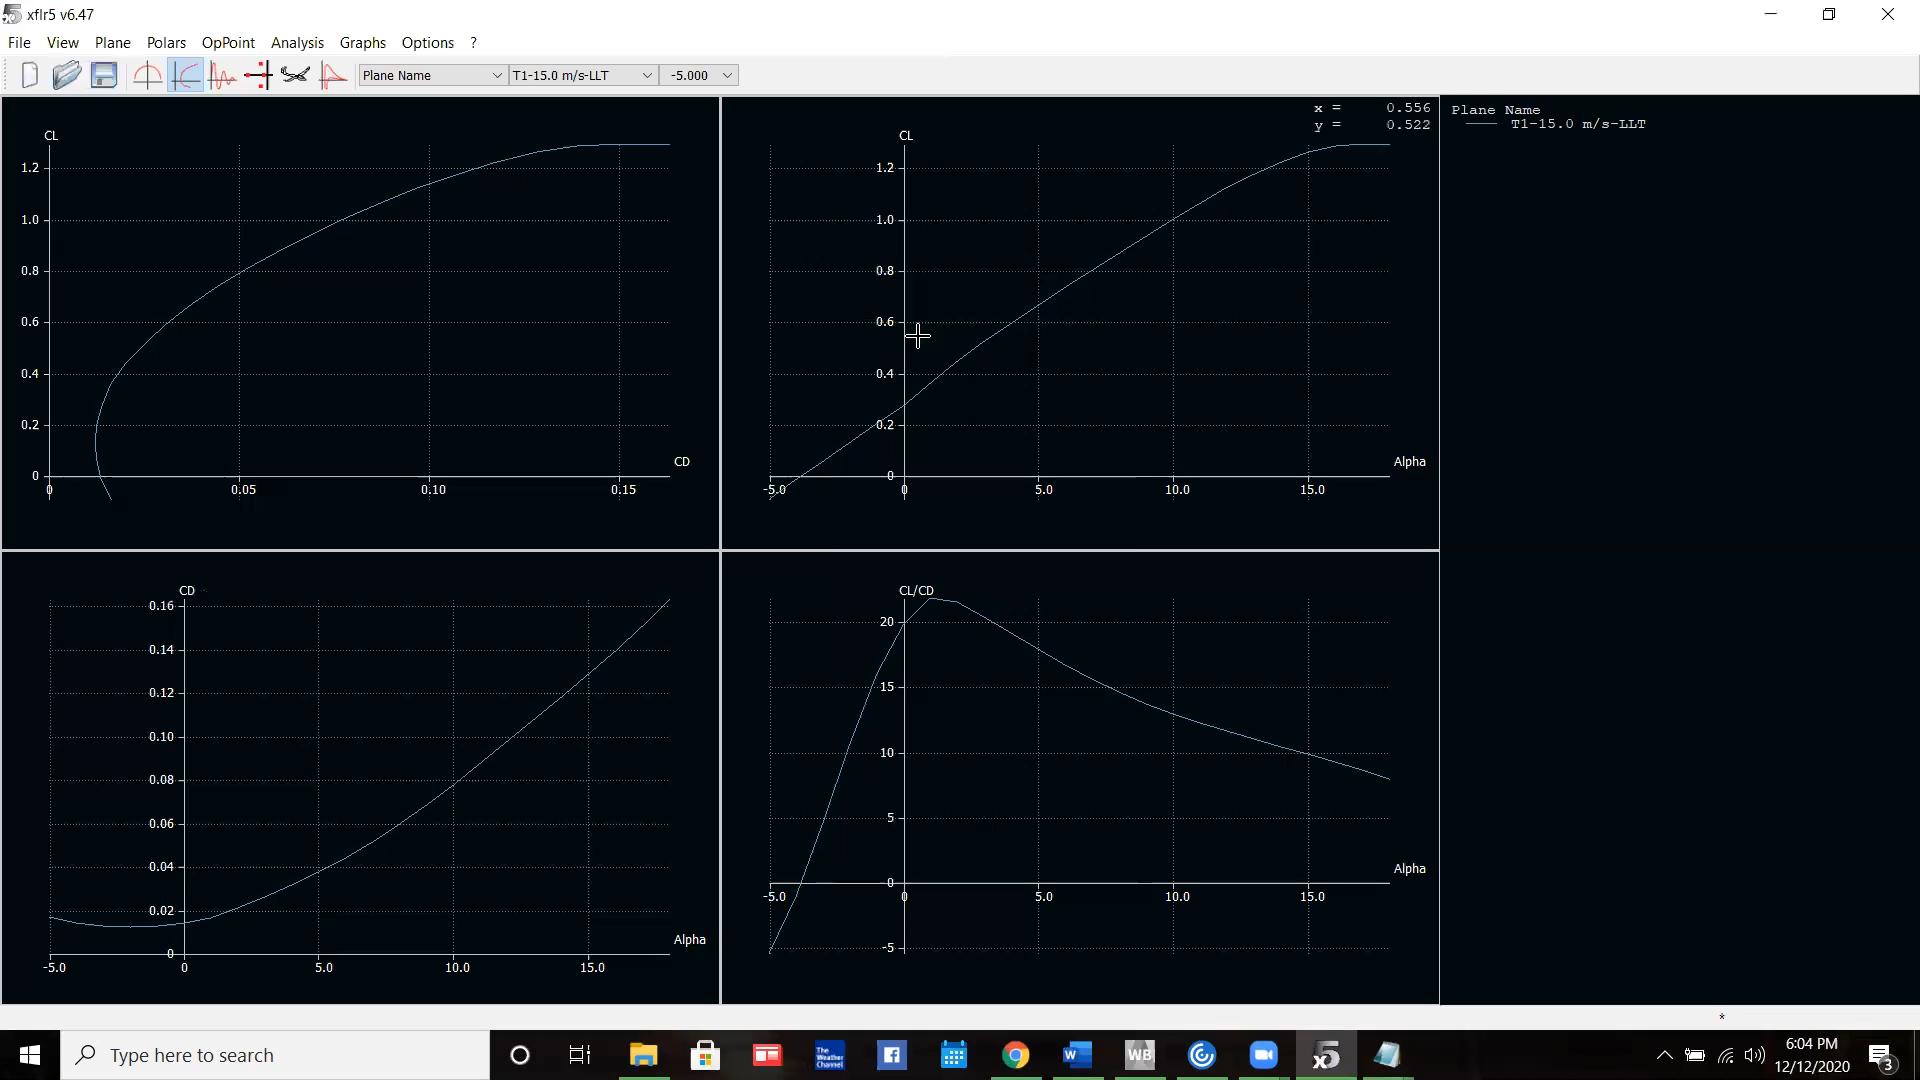 xflr5 v6.47
File View Plane Polars OpPoint Analysis Graphs Options ?
Plane Name T1-15.0 m/s-LLT -5.000
CL
1.2
1.0
0.8
0.6
0.4
0.2
0
0 0.05 0.10 0.15
CD
x = 0.556
y = 0.522
CL
1.2
1.0
0.8
0.6
0.4
0.2
0
-5.0 0 5.0 10.0 15.0
Alpha
Plane Name
T1-15.0 m/s-LLT
CD
0.16
0.14
0.12
0.10
0.08
0.06
0.04
0.02
0
-5.0 0 5.0 10.0 15.0
Alpha
CL/CD
20
15
10
5
0
-5
-5.0 0 5.0 10.0 15.0
Alpha
*
Type here to search
The Weather Channel
W
WB
x5
6:04 PM
12/12/2020
3